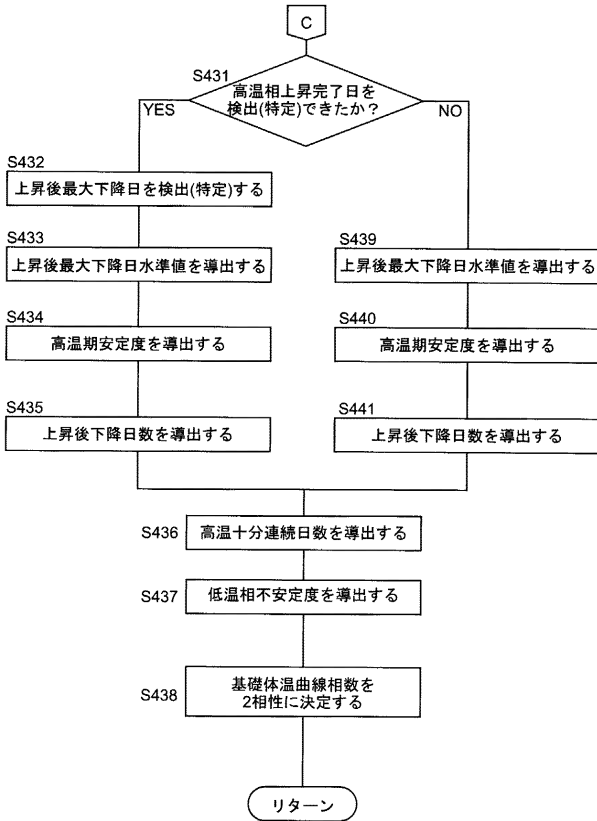 C
S431
高温相上昇完了日を
検出(特定)できたか？
YES
NO
S432
上昇後最大下降日を検出(特定)する
S433
上昇後最大下降日水準値を導出する
S434
高温期安定度を導出する
S435
上昇後下降日数を導出する
S439
上昇後最大下降日水準値を導出する
S440
高温期安定度を導出する
S441
上昇後下降日数を導出する
S436
高温十分連続日数を導出する
S437
低温相不安定度を導出する
S438
基礎体温曲線相数を
2相性に決定する
リターン